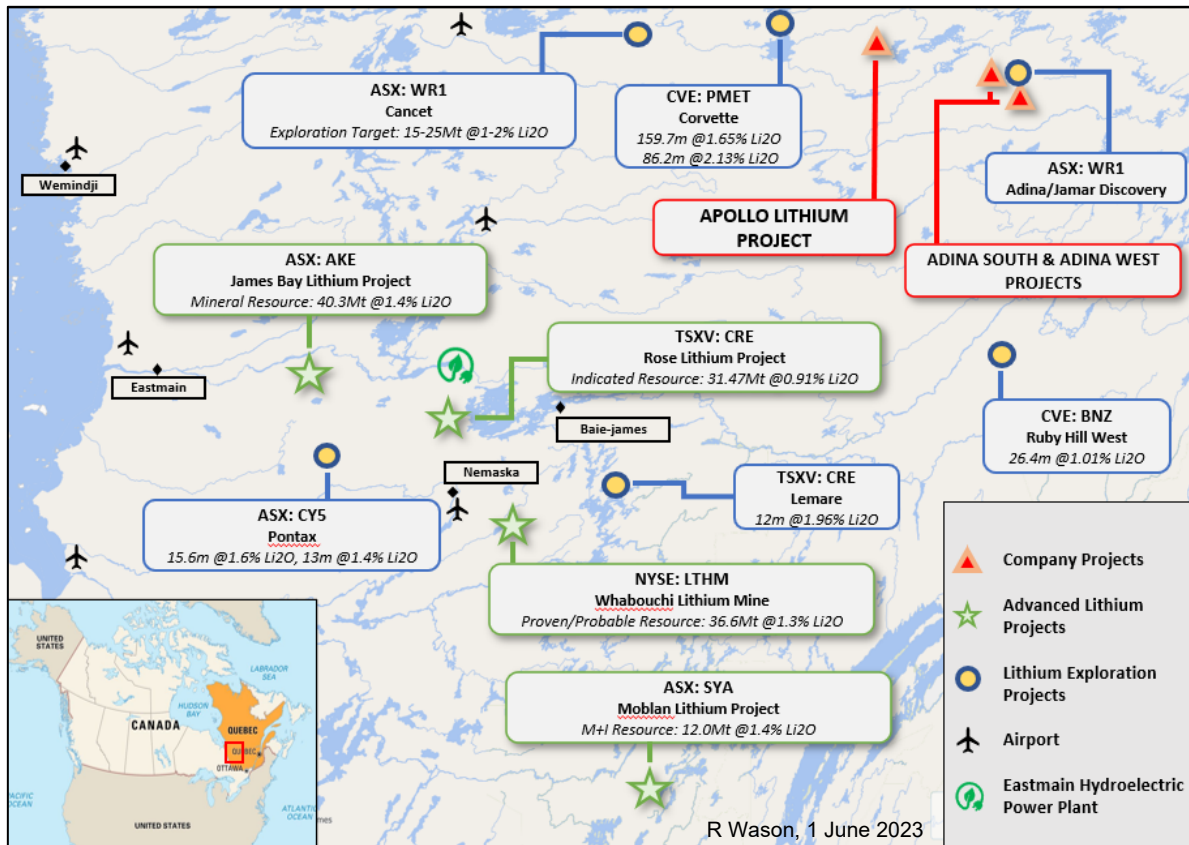 ASX: WR1
Cancet
Exploration Target: 15-25Mt @1-2% Li2O
CVE: PMET
Corvette
159.7m @1.65% Li2O
86.2m @2.13% Li2O
ASX: WR1
Adina/Jamar Discovery
Wemindji
APOLLO LITHIUM
PROJECT
ADINA SOUTH & ADINA WEST
PROJECTS
ASX: AKE
James Bay Lithium Project
Mineral Resource: 40.3Mt @1.4% Li2O
TSXV: CRE
Rose Lithium Project
Indicated Resource: 31.47Mt @0.91% Li2O
Eastmain
Baie-james
CVE: BNZ
Ruby Hill West
26.4m @1.01% Li2O
Nemaska
TSXV: CRE
Lemare
12m @1.96% Li2O
ASX: CY5
Pontax
15.6m @1.6% Li2O, 13m @1.4% Li2O
NYSE: LTHM
Whabouchi Lithium Mine
Proven/Probable Resource: 36.6Mt @1.3% Li2O
ASX: SYA
Moblan Lithium Project
M+I Resource: 12.0Mt @1.4% Li2O
Company Projects
Advanced Lithium
Projects
Lithium Exploration
Projects
Airport
Eastmain Hydroelectric
Power Plant
UNITED
STATES
LABRADOR
SEA
HUDSON
BAY
CANADA
QUEBEC
QUEBEC
OTTAWA
PACIFIC
OCEAN
ATLANTIC
OCEAN
UNITED STATES
mes
R Wason, 1 June 2023